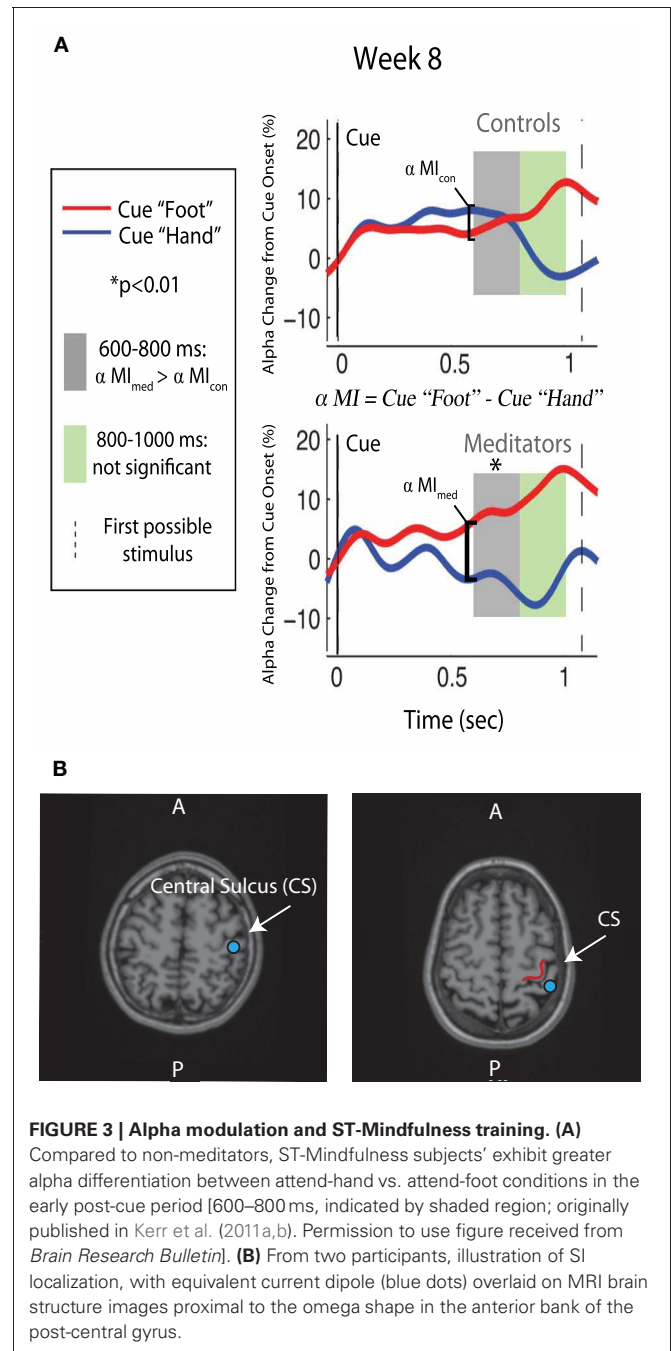 A
Week 8
Cue "Foot"
Cue "Hand"
*p<0.01
600-800 ms:
α MImed > α MIcon
800-1000 ms:
not significant
First possible
stimulus
Alpha Change from Cue Onset (%)
20
10
0
−10
Cue
Controls
α MIcon
0
0.5
1
α MI = Cue "Foot" - Cue "Hand"
Alpha Change from Cue Onset (%)
20
10
0
−10
Cue
Meditators
*
α MImed
0
0.5
1
Time (sec)
B
A
Central Sulcus (CS)
P
A
CS
P
FIGURE 3 | Alpha modulation and ST-Mindfulness training. (A)
Compared to non-meditators, ST-Mindfulness subjects' exhibit greater
alpha differentiation between attend-hand vs. attend-foot conditions in the
early post-cue period [600–800 ms, indicated by shaded region; originally
published in Kerr et al. (2011a,b). Permission to use figure received from
Brain Research Bulletin]. (B) From two participants, illustration of SI
localization, with equivalent current dipole (blue dots) overlaid on MRI brain
structure images proximal to the omega shape in the anterior bank of the
post-central gyrus.